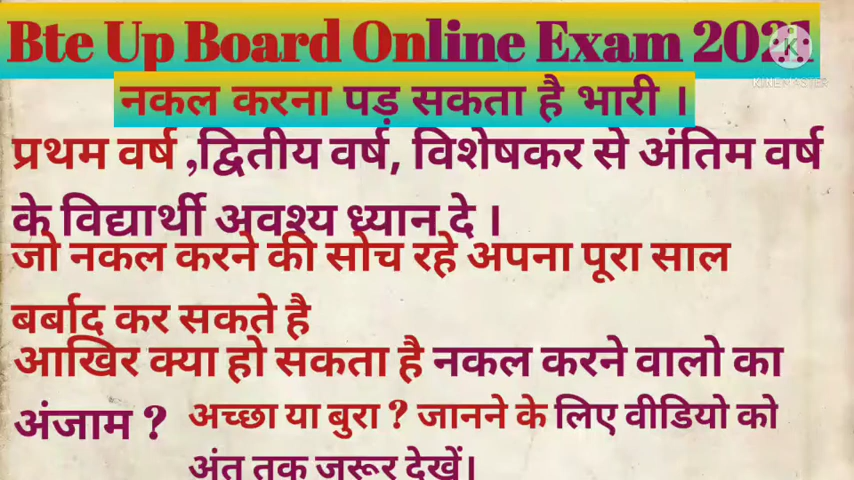 Bte Up Board Online Exam 2021
K
KINEMASTER
नकल करना पड़ सकता है भारी ।
प्रथम वर्ष ,द्वितीय वर्ष, विशेषकर से अंतिम वर्ष
के विद्यार्थी अवश्य ध्यान दे ।
जो नकल करने की सोच रहे अपना पूरा साल
बर्बाद कर सकते है
आखिर क्या हो सकता है नकल करने वालो का
अंजाम ? अच्छा या बुरा ? जानने के लिए वीडियो को
अंत तक जरूर देखें।